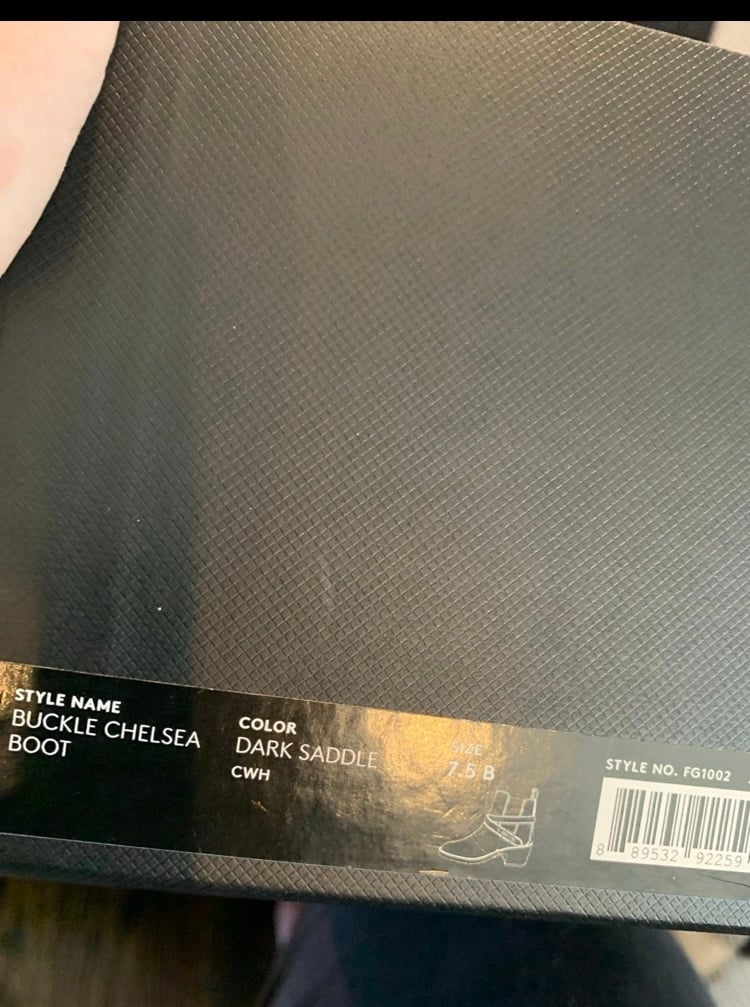 STYLE NAME
BUCKLE CHELSEA
BOOT
COLOR
DARK SADDLE
CWH
SIZE
7.5 B
STYLE NO. FG1002
8 89532 92259